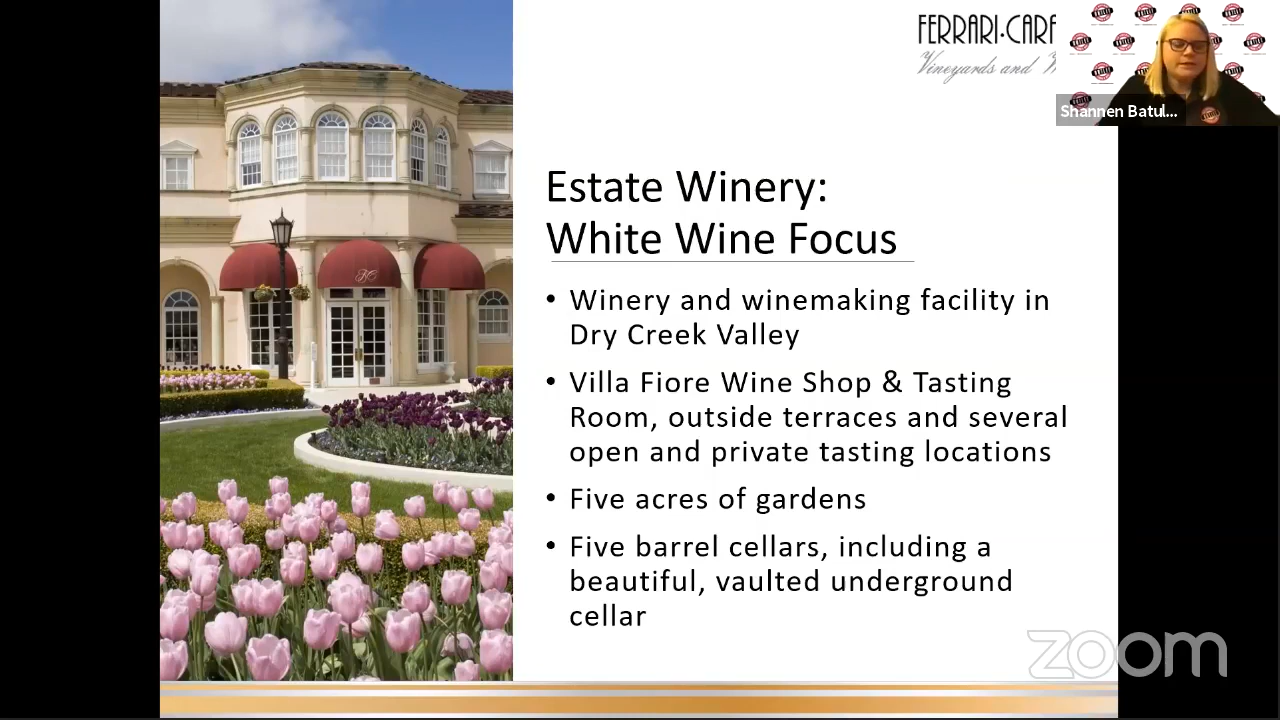 FERRARI·CARA
Vineyards and W
Shannen Batul...
Estate Winery:
White Wine Focus
• Winery and winemaking facility in
Dry Creek Valley
• Villa Fiore Wine Shop & Tasting
Room, outside terraces and several
open and private tasting locations
• Five acres of gardens
• Five barrel cellars, including a
beautiful, vaulted underground
cellar
zoom